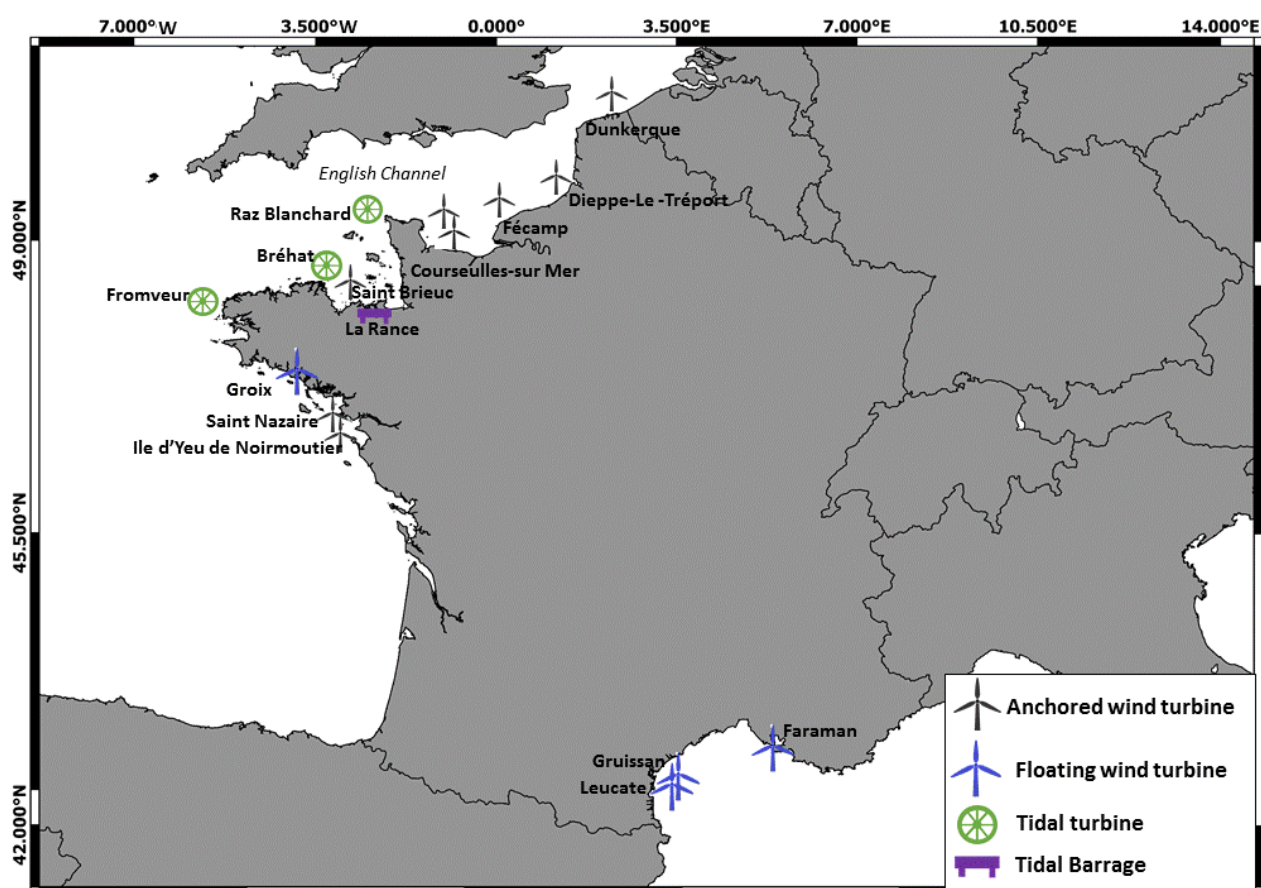 7.000°W 3.500°W 0.000° 3.500°E 7.000°E 10.500°E 14.000°E
Dunkerque
English Channel
Dieppe-Le -Tréport
Raz Blanchard
Fécamp
49.000°N
Bréhat
Courseulles-sur Mer
Fromveur
Saint Brieuc
La Rance
Groix
Saint Nazaire
Ile d'Yeu de Noirmoutier
45.500°N
Faraman
Gruissan
Leucate
42.000°N
Anchored wind turbine
Floating wind turbine
Tidal turbine
Tidal Barrage